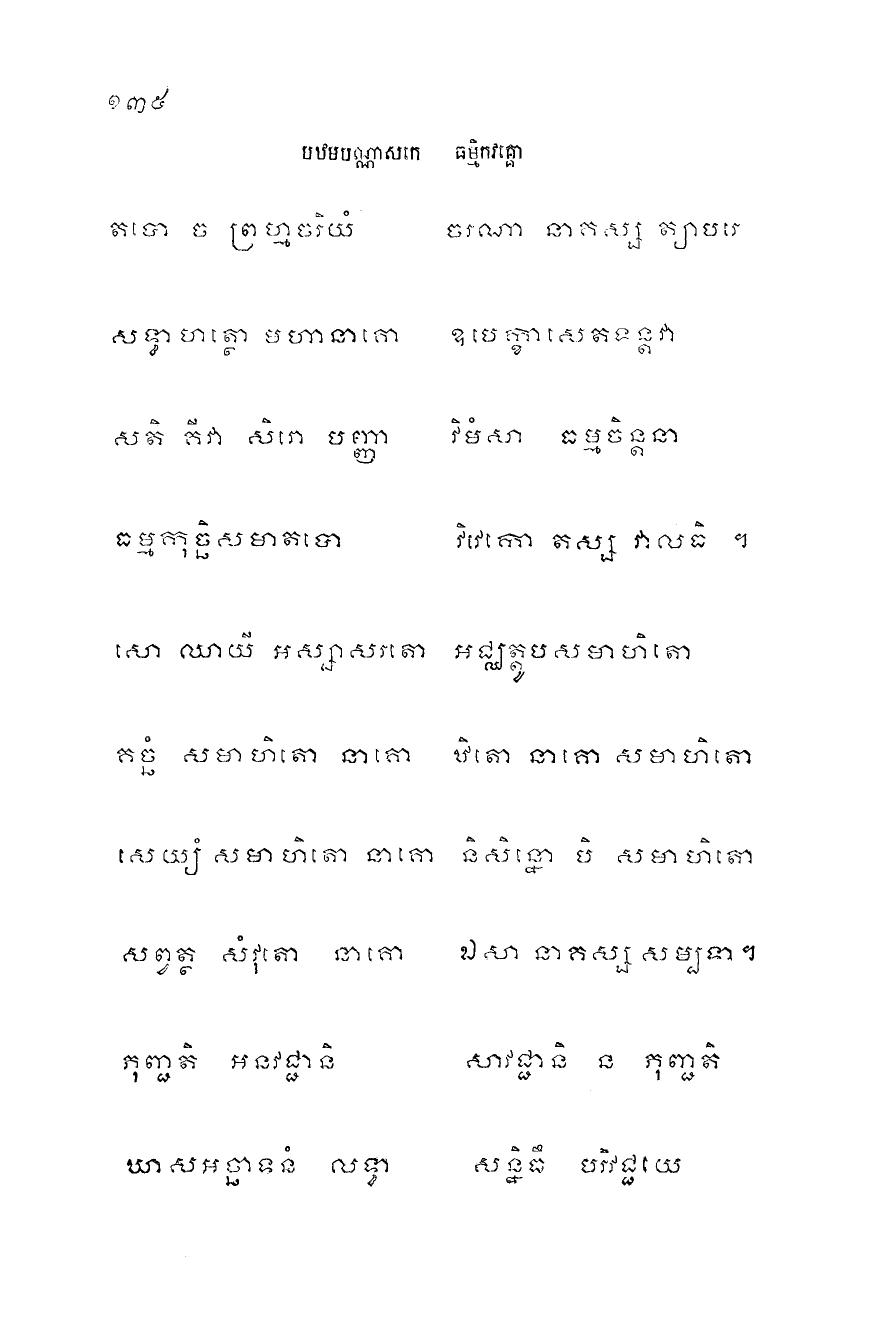 ១៣៥
បឋមបណ្ណាសកេ ធម្មិកវគ្គោ
តបោ ច ព្រហ្មចរិយំ ចរណា នាគស្ស ត្យាបរេ
សទ្ធាហត្ថោ មហានាគោ ឧបេក្ខាសេតទន្តវា
សតិ គីវា សិរោ បញ្ញា វិមំសា ធម្មចិន្តនា
ធម្មកុច្ឆិសមាតបោ វិវេកោ តស្ស វាលធិ ។
សោ ឈាយី អស្សាសរតោ អជ្ឈត្តូបសមាហិតោ
គច្ឆំ សមាហិតោ នាគោ ឋិតោ នាគោ សមាហិតោ
សេយ្យំ សមាហិតោ នាគោ និសិន្នោ បិ សមាហិតោ
សព្វត្ថ សំវុតោ នាគោ ឯសា នាគស្ស សម្បទា។
ភុញ្ជតិ អនវជ្ជានិ សាវជ្ជានិ ន ភុញ្ជតិ
ឃាសអច្ឆាទនំ លទ្ធា សន្និធឹ បរិវជ្ជយេ